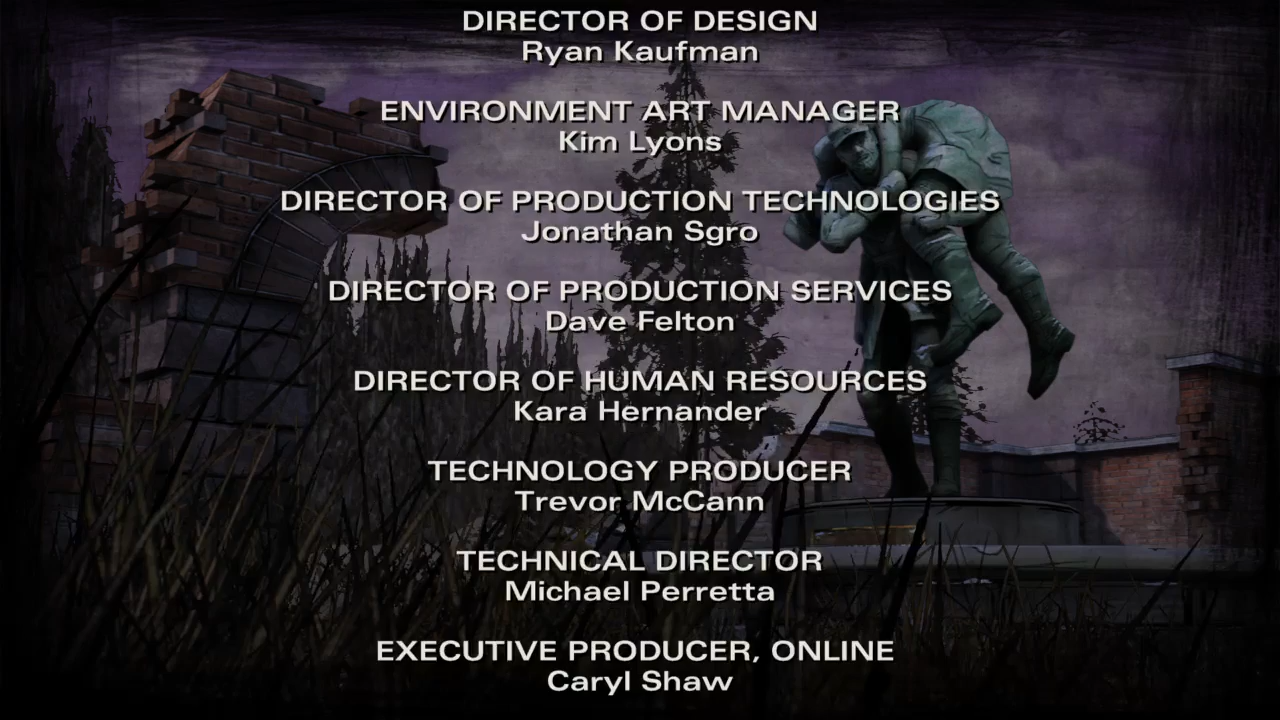 DIRECTOR OF DESIGN
Ryan Kaufman
ENVIRONMENT ART MANAGER
Kim Lyons
DIRECTOR OF PRODUCTION TECHNOLOGIES
Jonathan Sgro
DIRECTOR OF PRODUCTION SERVICES
Dave Felton
DIRECTOR OF HUMAN RESOURCES
Kara Hernander
TECHNOLOGY PRODUCER
Trevor McCann
TECHNICAL DIRECTOR
Michael Perretta
EXECUTIVE PRODUCER, ONLINE
Caryl Shaw